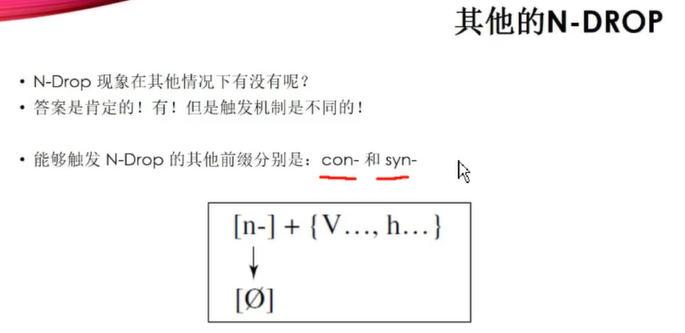 其他的N-DROP
• N-Drop 现象在其他情况下有没有呢？
• 答案是肯定的！有！但是触发机制是不同的！
• 能够触发 N-Drop 的其他前缀分别是：con- 和 syn-
[n-] + {V…, h…}
↓
[Ø]